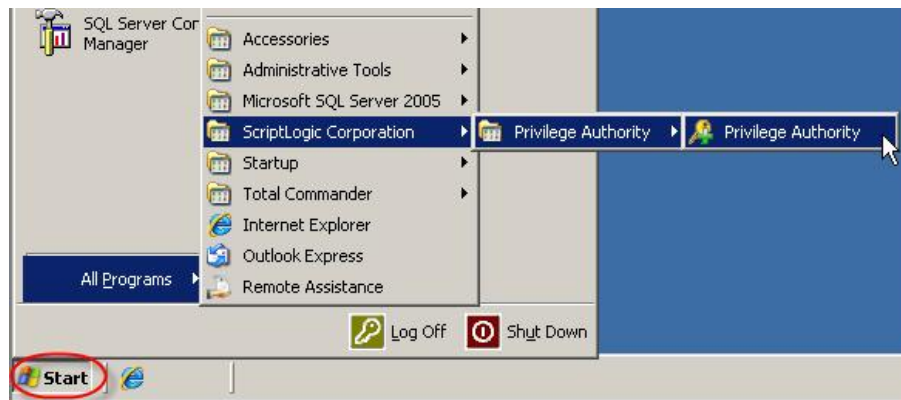 SQL Server Cor
Manager
Accessories
Administrative Tools
Microsoft SQL Server 2005
ScriptLogic Corporation
Privilege Authority
Privilege Authority
Startup
Total Commander
Internet Explorer
Outlook Express
Remote Assistance
All Programs
Log Off
Shut Down
Start